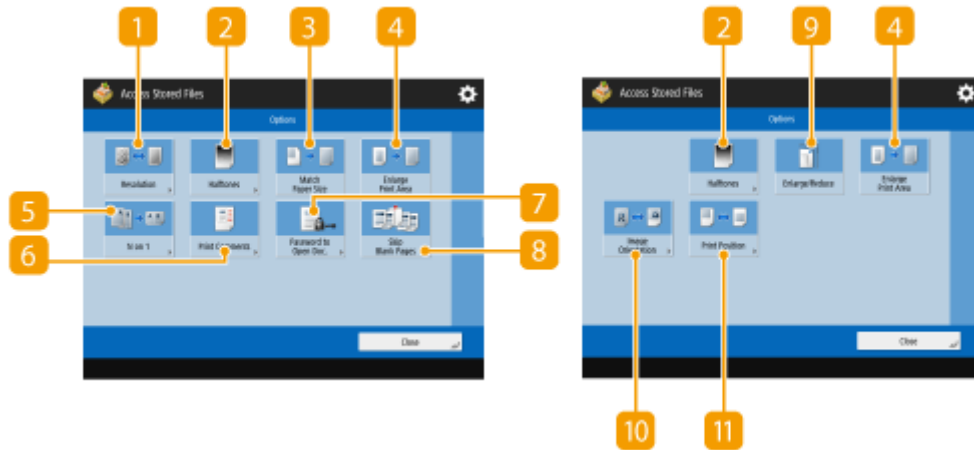 1
2
3
4
2
9
4
Access Stored Files
Options
Resolution
Halftones
Match
Paper Size
Enlarge
Print Area
5
N on 1
6
Print Comments
Password to
Open Doc.
7
Skip
Blank Pages
8
Close
Access Stored Files
Options
Halftones
Enlarge/Reduce
Enlarge
Print Area
Image
Orientation
Print Position
Close
10
11